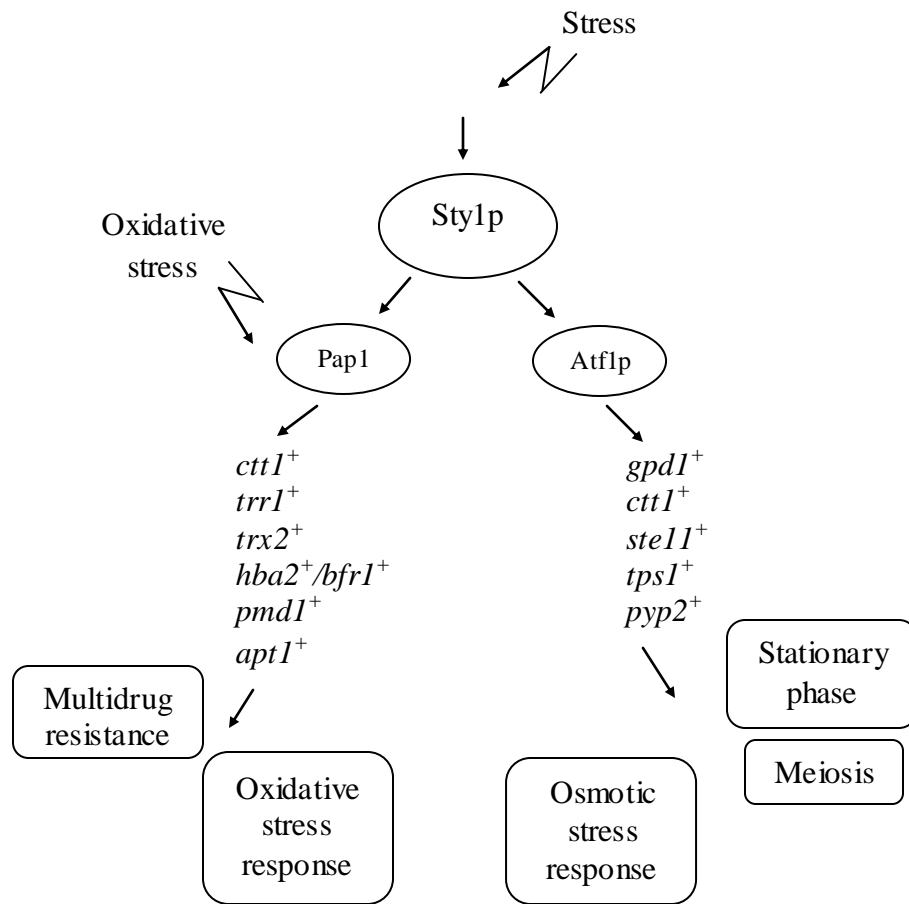 Stress
Sty1p
Oxidative
stress
Pap1
Atf1p
ctt1⁺
trr1⁺
trx2⁺
hba2⁺/bfr1⁺
pmd1⁺
apt1⁺
gpd1⁺
ctt1⁺
ste11⁺
tps1⁺
pyp2⁺
Multidrug
resistance
Oxidative
stress
response
Osmotic
stress
response
Stationary
phase
Meiosis